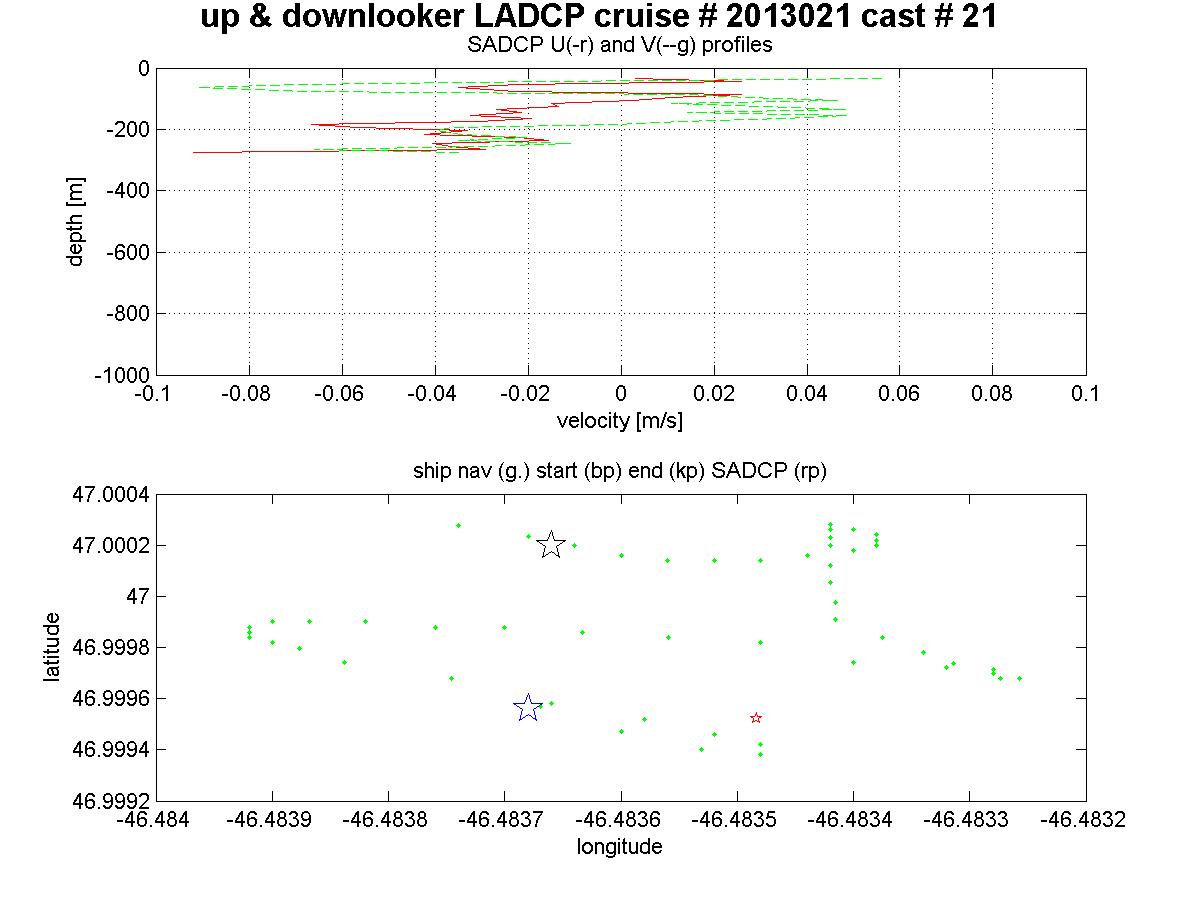 up & downlooker LADCP cruise # 2013021 cast # 21
SADCP U(-r) and V(--g) profiles
0
-200
-400
-600
-800
-1000
depth [m]
-0.1 -0.08 -0.06 -0.04 -0.02 0 0.02 0.04 0.06 0.08 0.1
velocity [m/s]
ship nav (g.) start (bp) end (kp) SADCP (rp)
47.0004
47.0002
47
46.9998
46.9996
46.9994
46.9992
latitude
-46.484 -46.4839 -46.4838 -46.4837 -46.4836 -46.4835 -46.4834 -46.4833 -46.4832
longitude